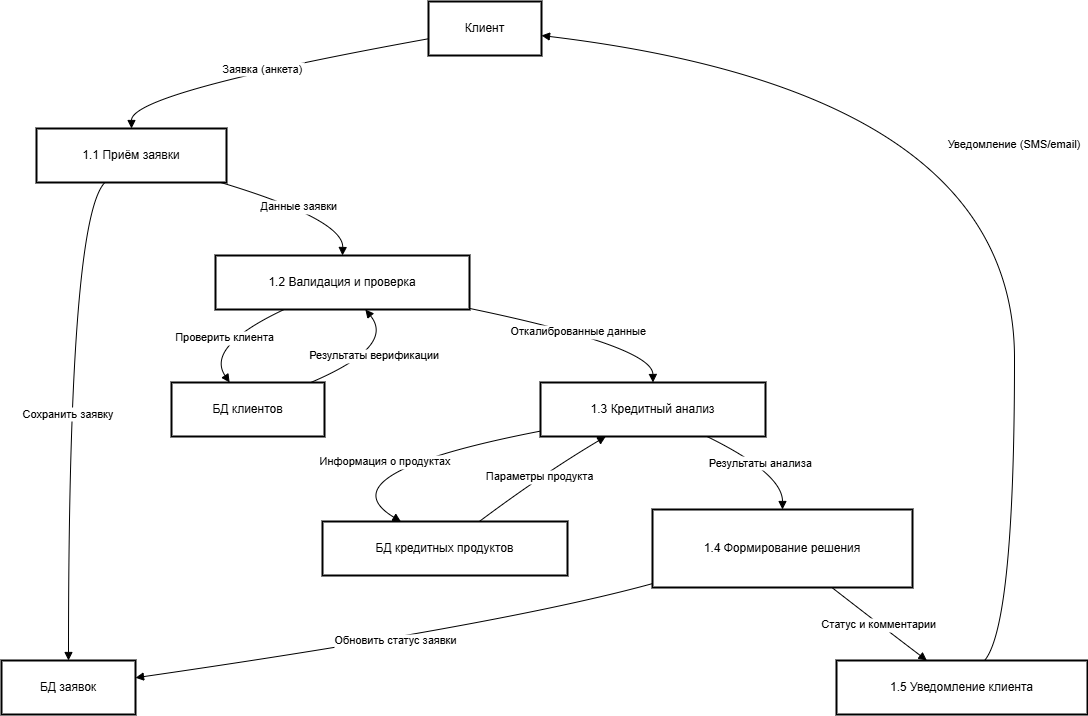 Клиент
Заявка (анкета)
Уведомление (SMS/email)
1.1 Приём заявки
Данные заявки
1.2 Валидация и проверка
Проверить клиента
Откалиброванные данные
Результаты верификации
БД клиентов
1.3 Кредитный анализ
Сохранить заявку
Информация о продуктах
Результаты анализа
Параметры продукта
БД кредитных продуктов
1.4 Формирование решения
Статус и комментарии
Обновить статус заявки
БД заявок
1.5 Уведомление клиента